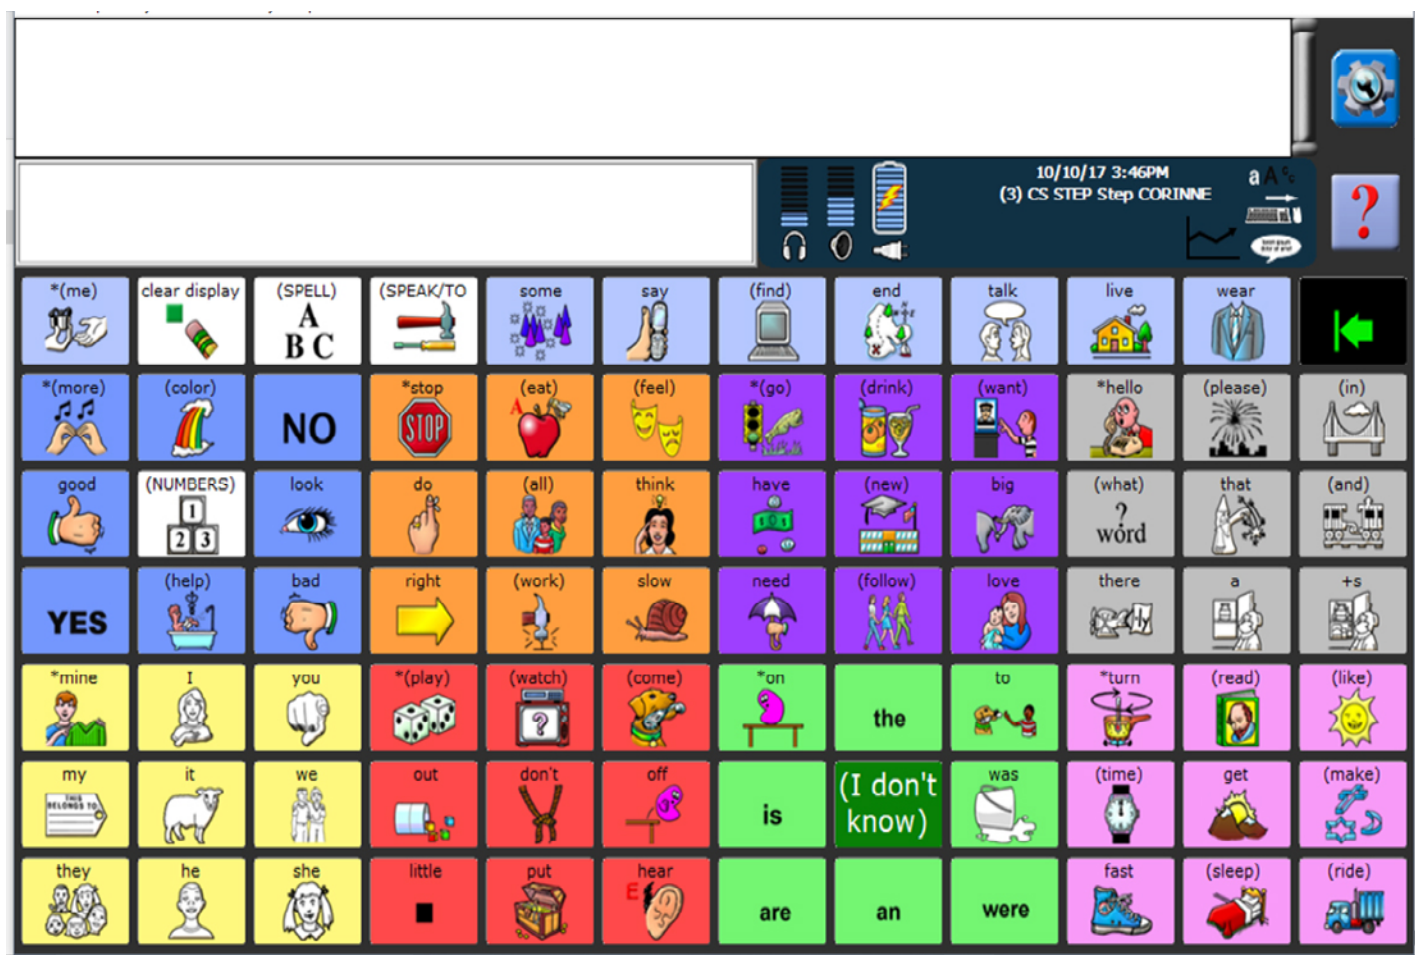 10/10/17 3:46PM
(3) CS STEP Step CORINNE
a A c c
?
*(me)
clear display
(SPELL)
A
B C
(SPEAK/TO
some
say
(find)
end
talk
live
wear
*(more)
(color)
NO
*stop
STOP
(eat)
A
(feel)
*(go)
(drink)
(want)
*hello
(please)
(in)
good
(NUMBERS)
1
2 3
look
do
(all)
think
have
(new)
big
(what)
?
word
that
(and)
YES
(help)
bad
right
(work)
slow
need
(follow)
love
there
a
+s
*mine
I
you
*(play)
(watch)
?
(come)
*on
the
to
*turn
(read)
(like)
my
THIS
BELONGS TO
it
we
out
don't
off
is
(I don't
know)
was
(time)
get
(make)
they
he
she
little
put
hear
E
are
an
were
fast
(sleep)
(ride)